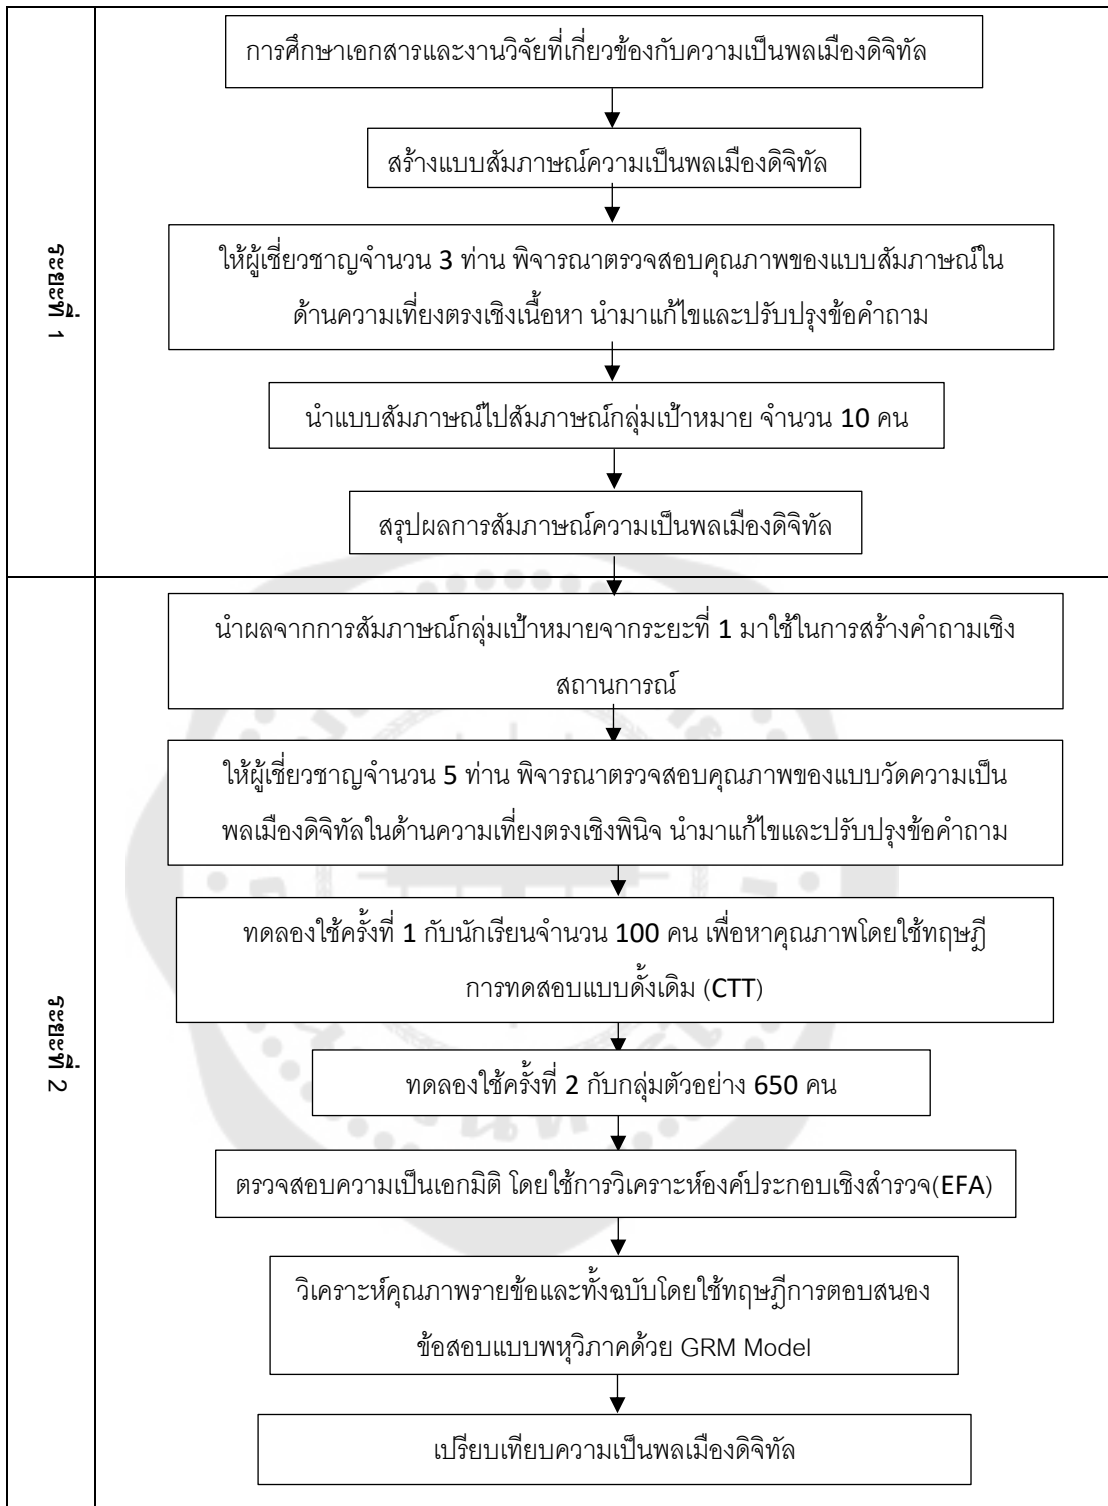 ระยะที่ 1
การศึกษาเอกสารและงานวิจัยที่เกี่ยวข้องกับความเป็นพลเมืองดิจิทัล
สร้างแบบสัมภาษณ์ความเป็นพลเมืองดิจิทัล
ให้ผู้เชี่ยวชาญจำนวน 3 ท่าน พิจารณาตรวจสอบคุณภาพของแบบสัมภาษณ์ใน
ด้านความเที่ยงตรงเชิงเนื้อหา นำมาแก้ไขและปรับปรุงข้อคำถาม
นำแบบสัมภาษณ์ไปสัมภาษณ์กลุ่มเป้าหมาย จำนวน 10 คน
สรุปผลการสัมภาษณ์ความเป็นพลเมืองดิจิทัล
ระยะที่ 2
นำผลจากการสัมภาษณ์กลุ่มเป้าหมายจากระยะที่ 1 มาใช้ในการสร้างคำถามเชิง
สถานการณ์
ให้ผู้เชี่ยวชาญจำนวน 5 ท่าน พิจารณาตรวจสอบคุณภาพของแบบวัดความเป็น
พลเมืองดิจิทัลในด้านความเที่ยงตรงเชิงพินิจ นำมาแก้ไขและปรับปรุงข้อคำถาม
ทดลองใช้ครั้งที่ 1 กับนักเรียนจำนวน 100 คน เพื่อหาคุณภาพโดยใช้ทฤษฎี
การทดสอบแบบดั้งเดิม (CTT)
ทดลองใช้ครั้งที่ 2 กับกลุ่มตัวอย่าง 650 คน
ตรวจสอบความเป็นเอกมิติ โดยใช้การวิเคราะห์องค์ประกอบเชิงสำรวจ(EFA)
วิเคราะห์คุณภาพรายข้อและทั้งฉบับโดยใช้ทฤษฎีการตอบสนอง
ข้อสอบแบบพหุวิภาคด้วย GRM Model
เปรียบเทียบความเป็นพลเมืองดิจิทัล